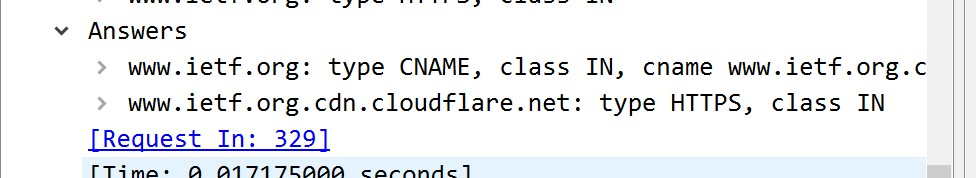 www.ietf.org: type HTTPS, class IN
Answers
www.ietf.org: type CNAME, class IN, cname www.ietf.org.c
www.ietf.org.cdn.cloudflare.net: type HTTPS, class IN
[Request In: 329]
[Time: 0.017175000 seconds]